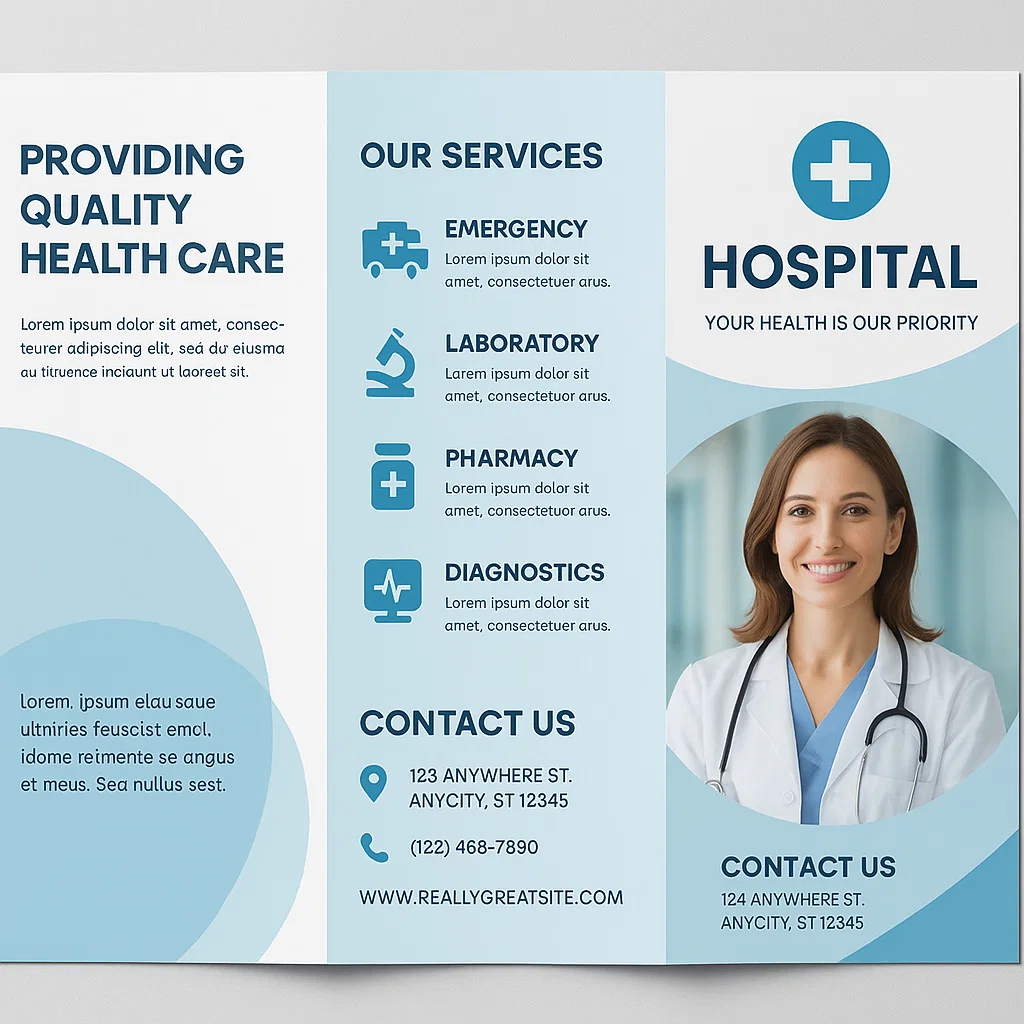 PROVIDING
QUALITY
HEALTH CARE
Lorem ipsum dolor sit amet, consec-
teurer adipiscing elit, seá du eiusma
au titruence inciaunt ut laoreet sit.
Lorem, ipsum elau saue
ultniries feuscist emcl,
idome reimente se angus
et meus. Sea nullus sest.
OUR SERVICES
EMERGENCY
Lorem ipsum dolor sit
amet, consectetuer arus.
LABORATORY
Larem ipsum dolor sit
amet, consectetuor arus.
PHARMACY
Lorem ipsum dolor sit
amet, consectetuor arus.
DIAGNOSTICS
Lorem ipsum dolor sit
amet, consectetuer arus.
CONTACT US
123 ANYWHERE ST.
ANYCITY, ST 12345
(122) 468-7890
WWW.REALLYGREATSITE.COM
HOSPITAL
YOUR HEALTH IS OUR PRIORITY
CONTACT US
124 ANYWHERE ST.
ANYCITY, ST 12345